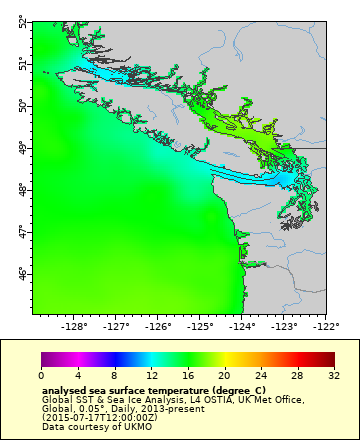 52°
51°
50°
49°
48°
47°
46°
-128° -127° -126° -125° -124° -123° -122°
0 4 8 12 16 20 24 28 32
analysed sea surface temperature (degree_C)
Global SST & Sea Ice Analysis, L4 OSTIA, UK Met Office,
Global, 0.05°, Daily, 2013-present
(2015-07-17T12:00:00Z)
Data courtesy of UKMO